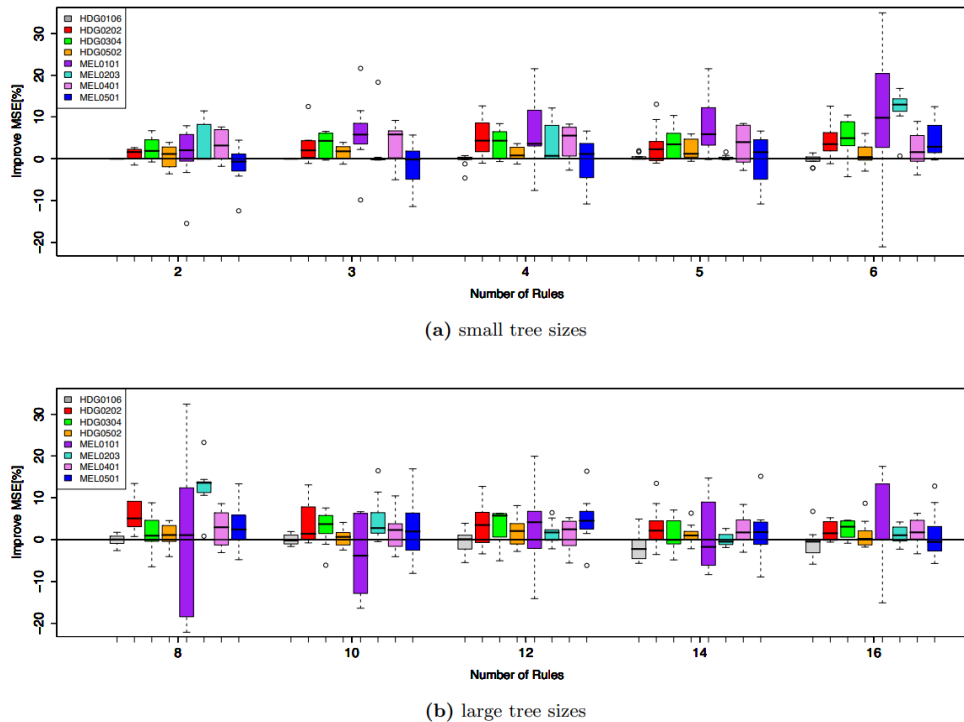 HDG0106
HDG0202
HDG0304
HDG0502
MEL0101
MEL0203
MEL0401
MEL0501
Improve MSE[%]
30
20
10
0
−10
−20
2 3 4 5 6
Number of Rules
(a) small tree sizes
HDG0106
HDG0202
HDG0304
HDG0502
MEL0101
MEL0203
MEL0401
MEL0501
Improve MSE[%]
30
20
10
0
−10
−20
8 10 12 14 16
Number of Rules
(b) large tree sizes